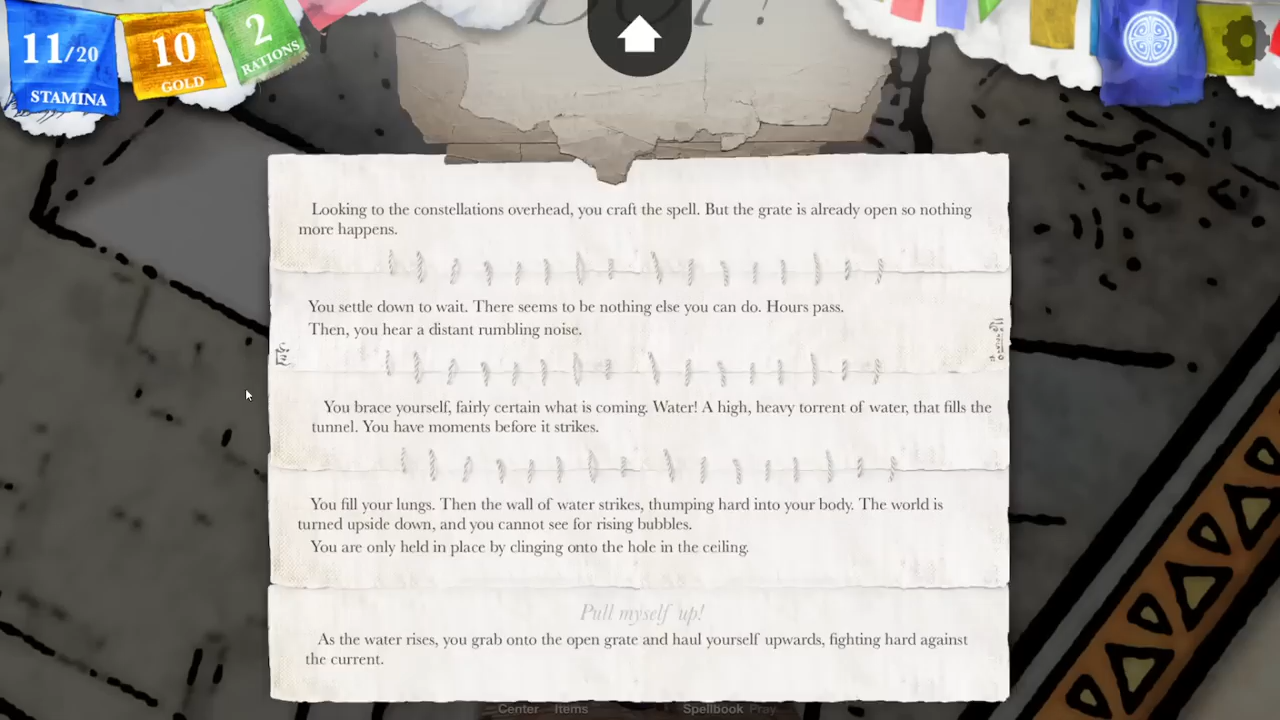 11/20
STAMINA
10
GOLD
2
RATIONS
Looking to the constellations overhead, you craft the spell. But the grate is already open so nothing
more happens.
You settle down to wait. There seems to be nothing else you can do. Hours pass.
Then, you hear a distant rumbling noise.
You brace yourself, fairly certain what is coming. Water! A high, heavy torrent of water, that fills the
tunnel. You have moments before it strikes.
You fill your lungs. Then the wall of water strikes, thumping hard into your body. The world is
turned upside down, and you cannot see for rising bubbles.
You are only held in place by clinging onto the hole in the ceiling.
Pull myself up!
As the water rises, you grab onto the open grate and haul yourself upwards, fighting hard against
the current.
Center Items Spellbook Pray